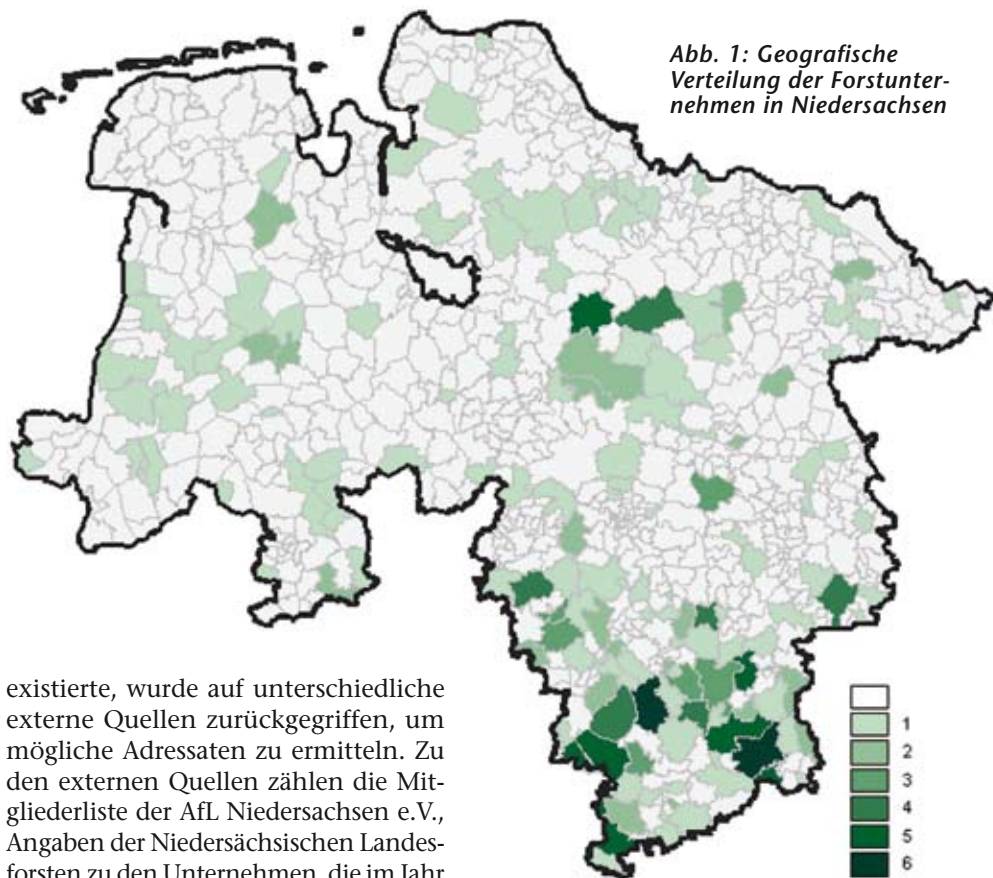 Abb. 1: Geografische
Verteilung der Forstunter-
nehmen in Niedersachsen
existierte, wurde auf unterschiedliche
externe Quellen zurückgegriffen, um
mögliche Adressaten zu ermitteln. Zu
den externen Quellen zählen die Mit-
gliederliste der AfL Niedersachsen e.V.,
Angaben der Niedersächsischen Landes-
forsten zu den Unternehmen, die im Jahr
1
2
3
4
5
6